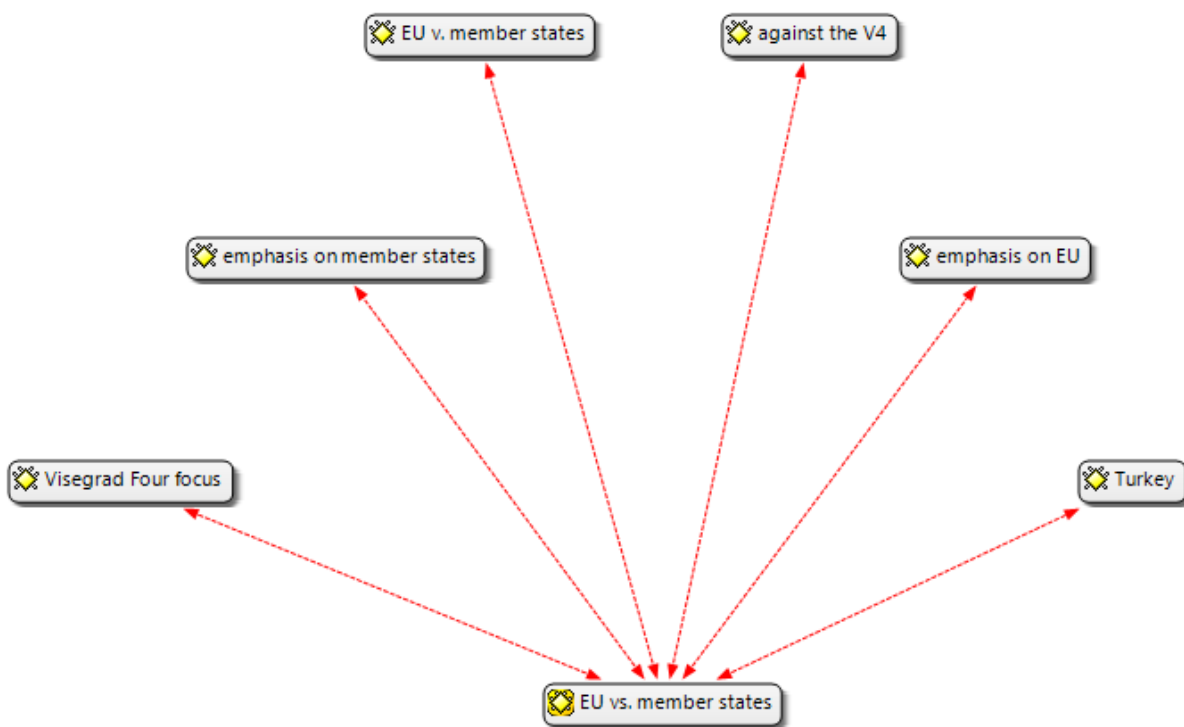 EU v. member states
against the V4
emphasis on member states
emphasis on EU
Visegrad Four focus
Turkey
EU vs. member states